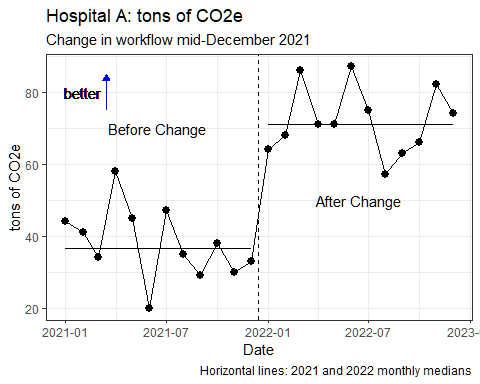 Hospital A: tons of CO2e
Change in workflow mid-December 2021
80
60
40
20
tons of CO2e
better
Before Change
After Change
2021-01
2021-07
2022-01
2022-07
2023-
Date
Horizontal lines: 2021 and 2022 monthly medians